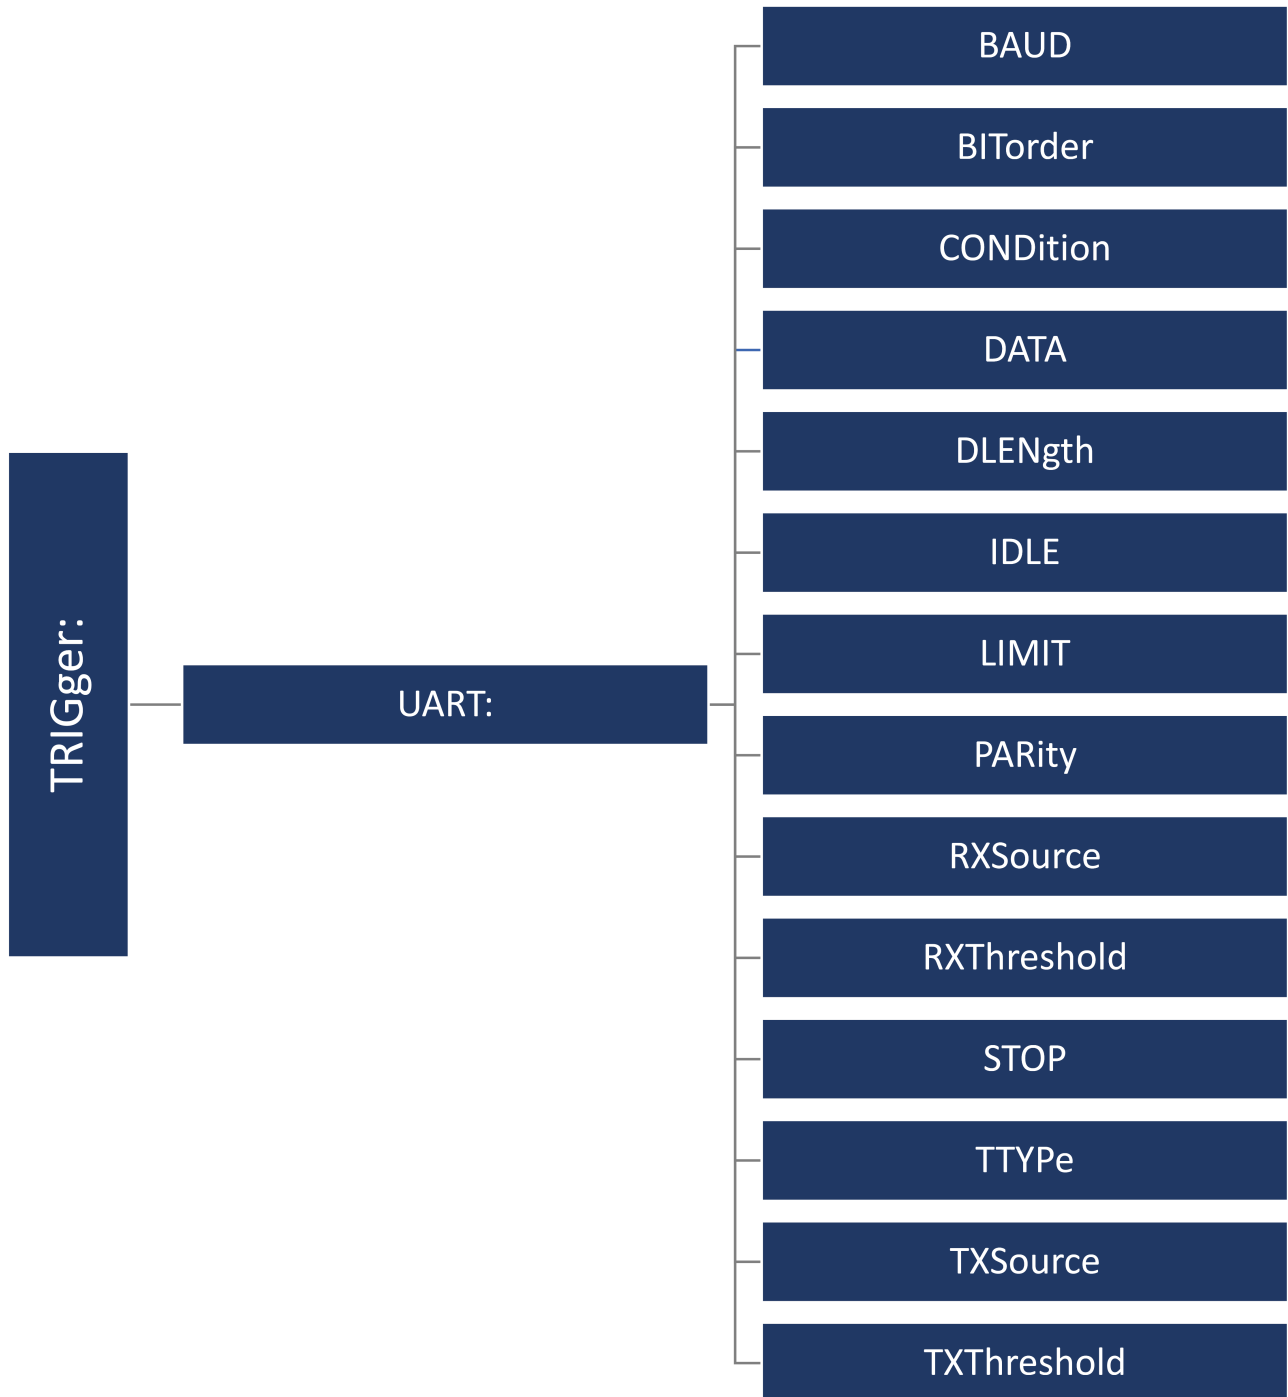 TRIGger:
UART:
BAUD
BITorder
CONDition
DATA
DLENgth
IDLE
LIMIT
PARity
RXSource
RXThreshold
STOP
TTYPe
TXSource
TXThreshold